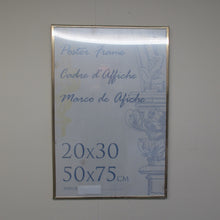 Poster frame
Cadre d'Affiche
Marco de Afiche
20x30
50x75CM